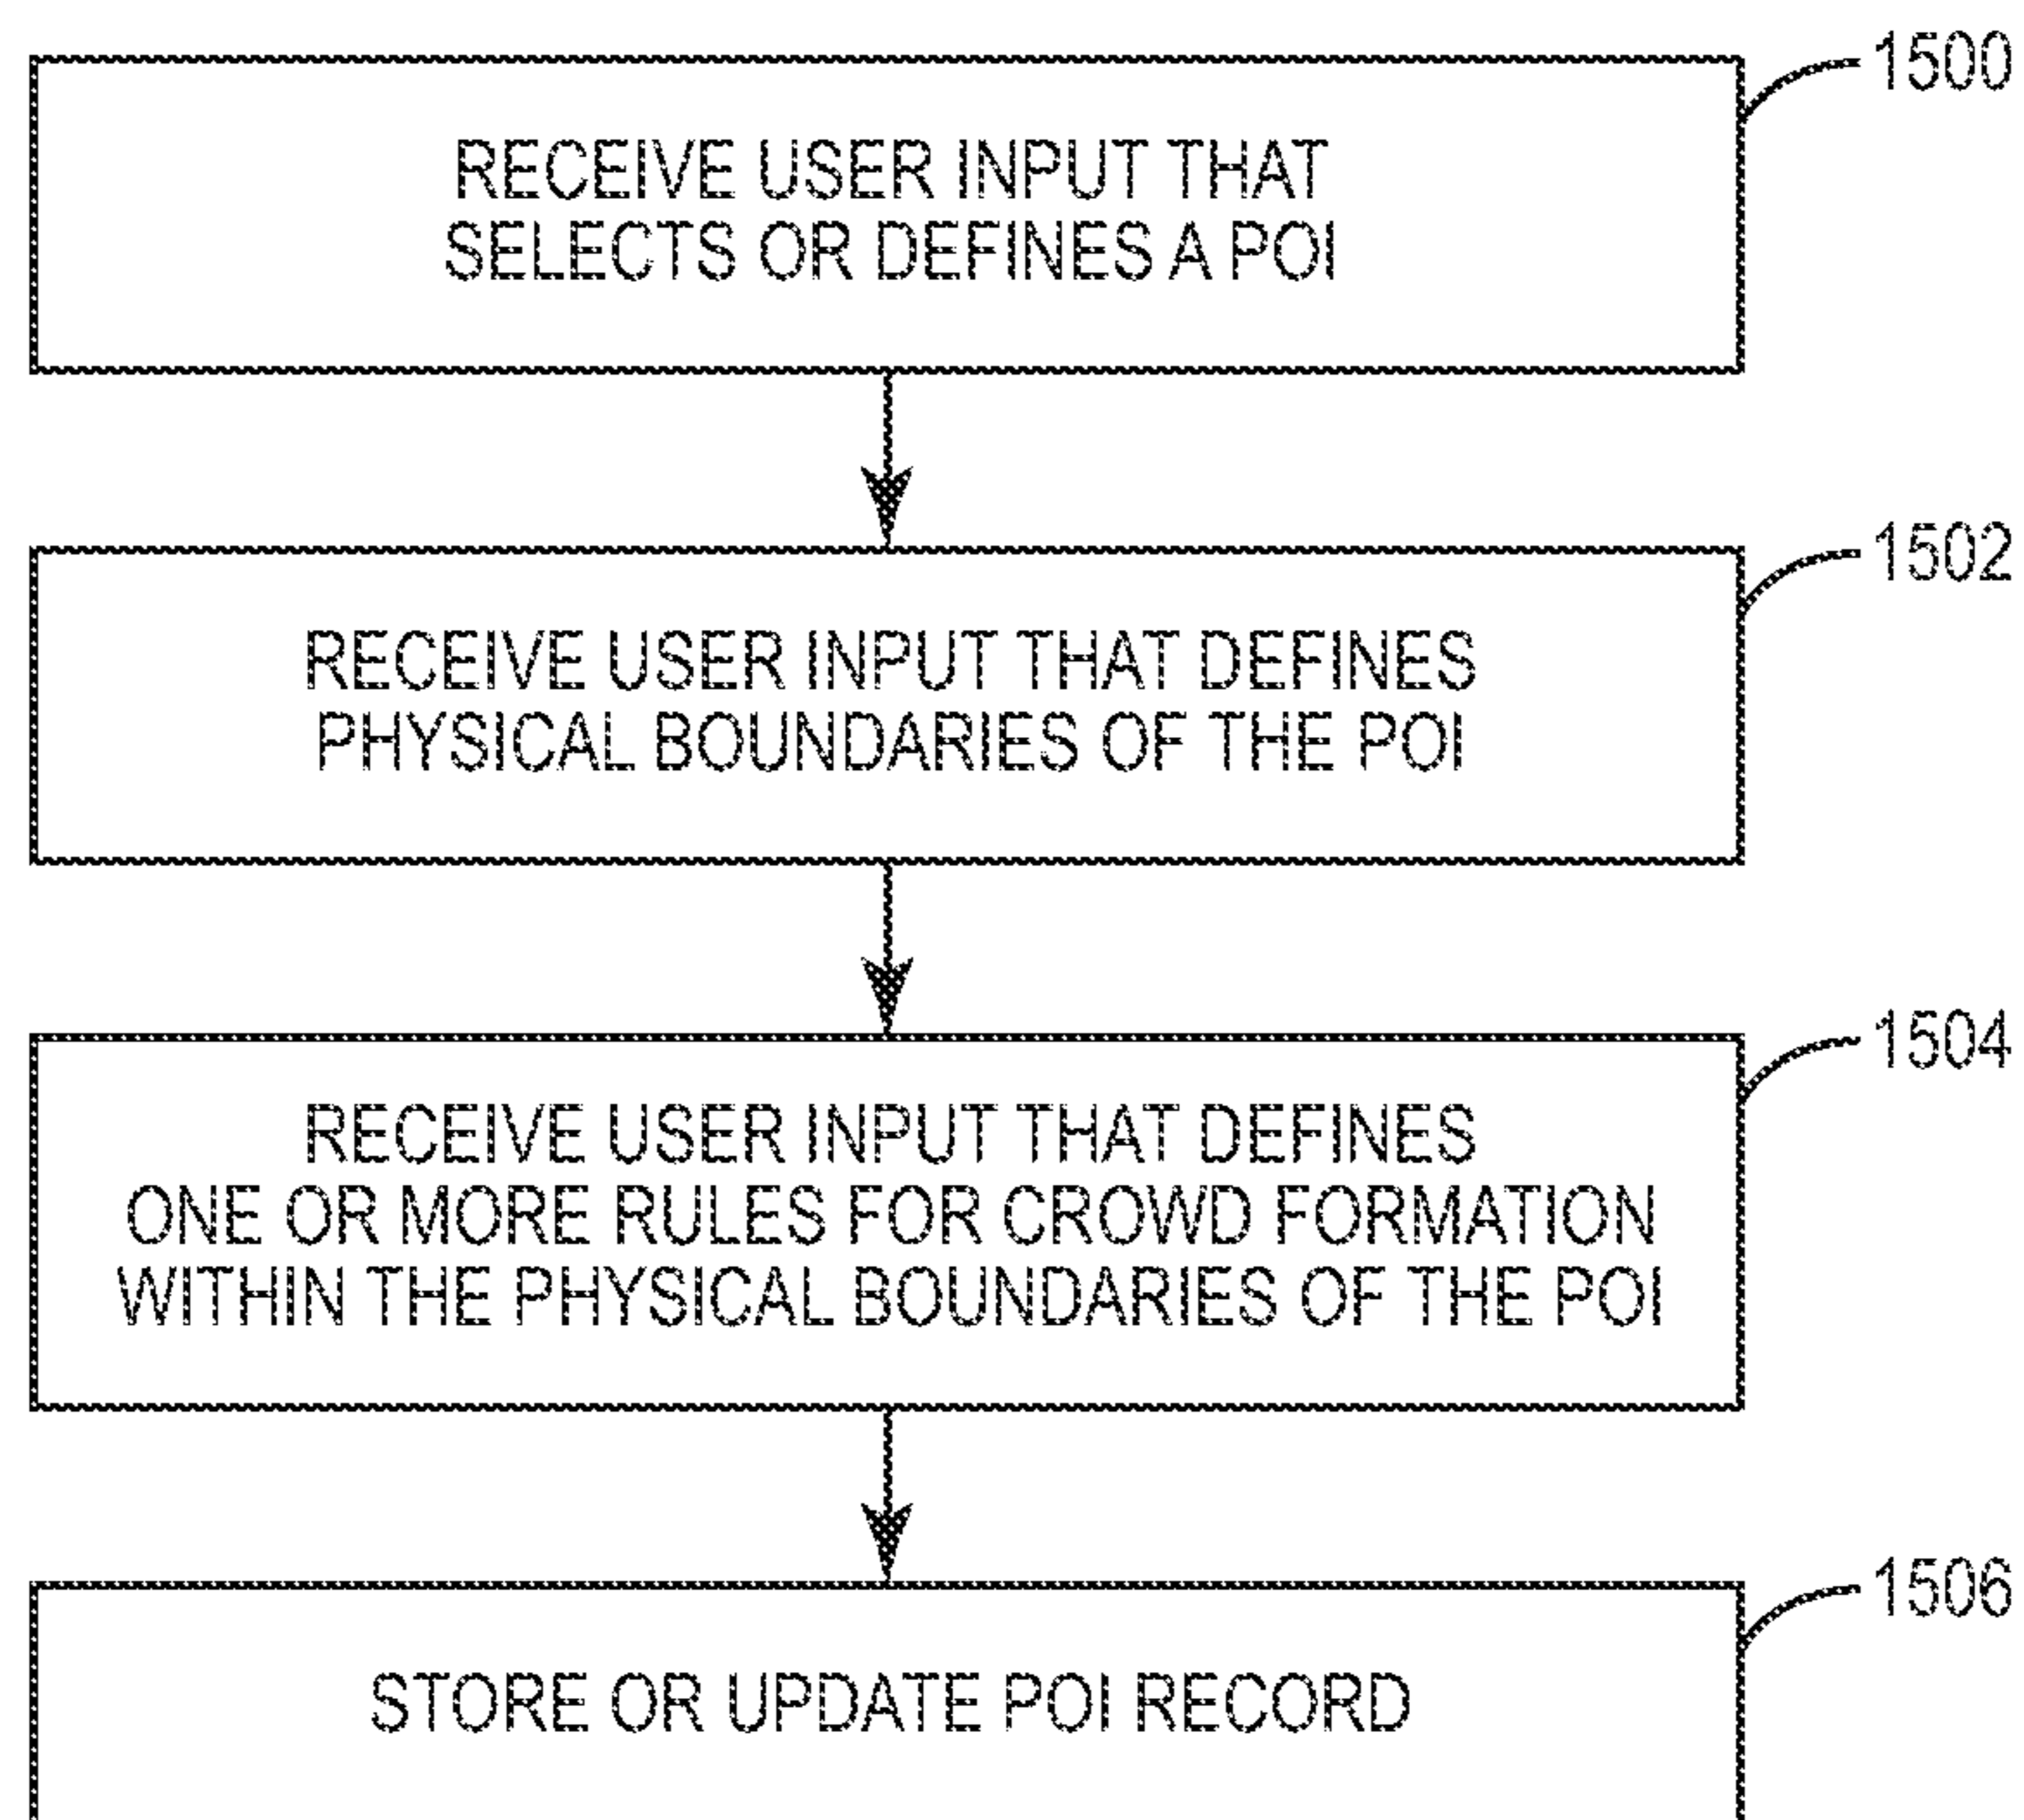 1500
RECEIVE USER INPUT THAT
SELECTS OR DEFINES A POI
1502
RECEIVE USER INPUT THAT DEFINES
PHYSICAL BOUNDARIES OF THE POI
1504
RECEIVE USER INPUT THAT DEFINES
ONE OR MORE RULES FOR CROWD FORMATION
WITHIN THE PHYSICAL BOUNDARIES OF THE POI
1506
STORE OR UPDATE POI RECORD